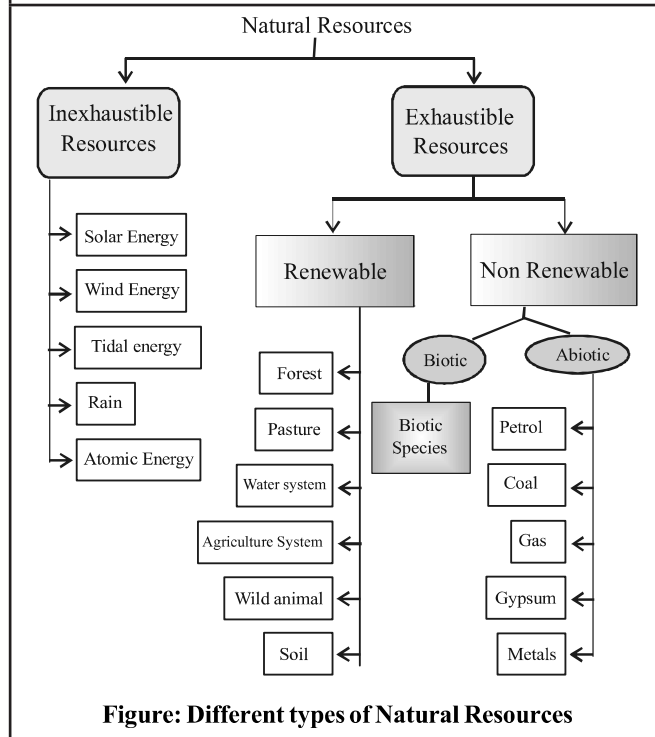 Natural Resources
Inexhaustible
Resources
Solar Energy
Wind Energy
Tidal energy
Rain
Atomic Energy
Exhaustible
Resources
Renewable
Forest
Pasture
Water system
Agriculture System
Wild animal
Soil
Non Renewable
Biotic
Biotic
Species
Abiotic
Petrol
Coal
Gas
Gypsum
Metals
Figure: Different types of Natural Resources